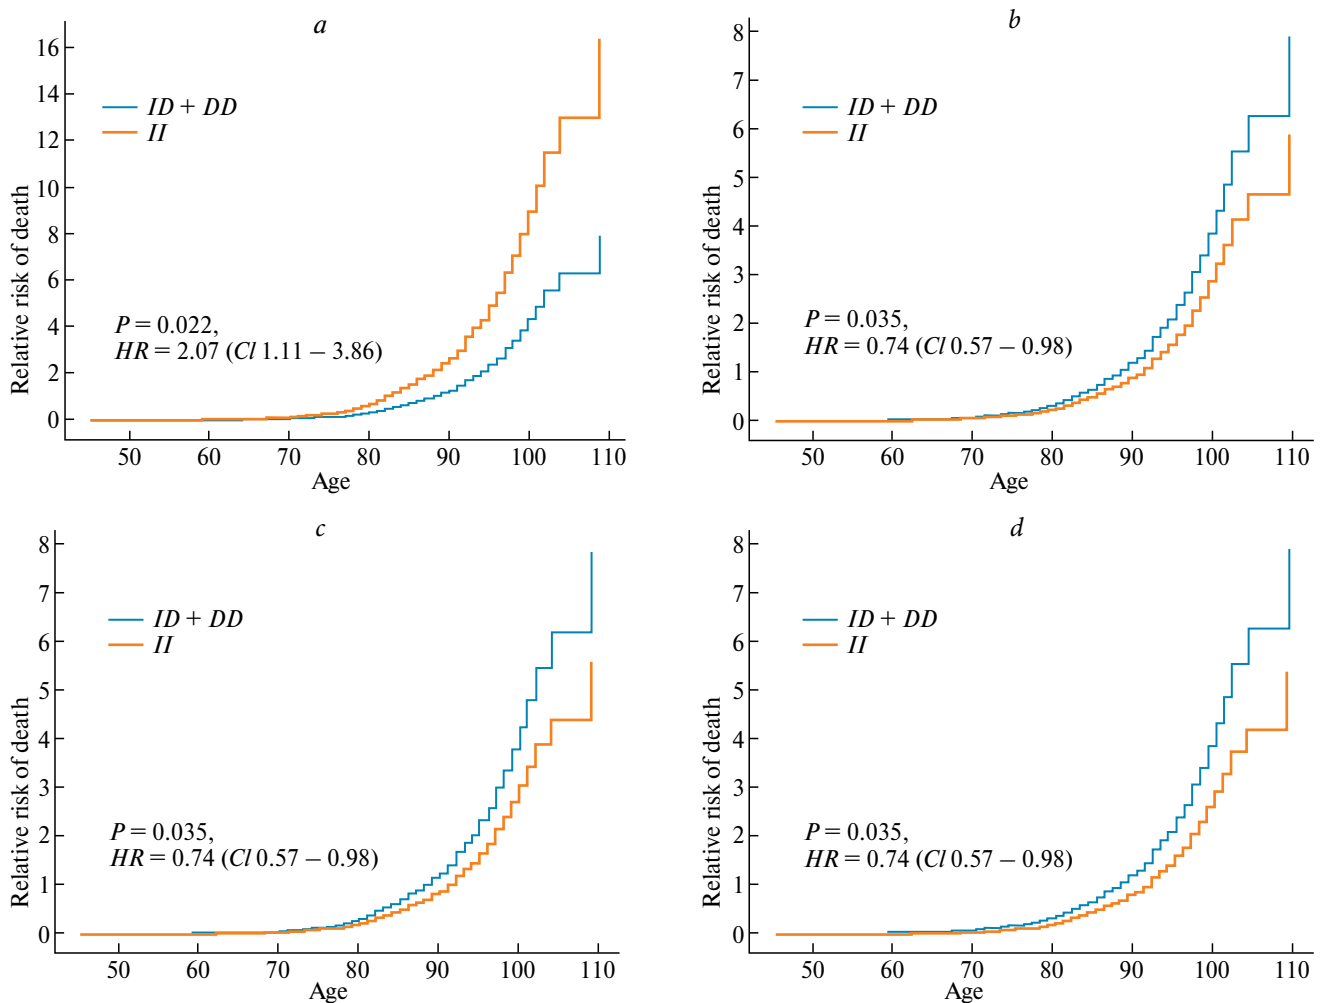 a
16
14
12
10
8
6
4
2
0
Relative risk of death
ID + DD
II
P = 0.022,
HR = 2.07 (Cl 1.11 – 3.86)
50 60 70 80 90 100 110
Age
b
8
7
6
5
4
3
2
1
0
Relative risk of death
ID + DD
II
P = 0.035,
HR = 0.74 (Cl 0.57 – 0.98)
50 60 70 80 90 100 110
Age
c
8
7
6
5
4
3
2
1
0
Relative risk of death
ID + DD
II
P = 0.035,
HR = 0.74 (Cl 0.57 – 0.98)
50 60 70 80 90 100 110
Age
d
8
7
6
5
4
3
2
1
0
Relative risk of death
ID + DD
II
P = 0.035,
HR = 0.74 (Cl 0.57 – 0.98)
50 60 70 80 90 100 110
Age